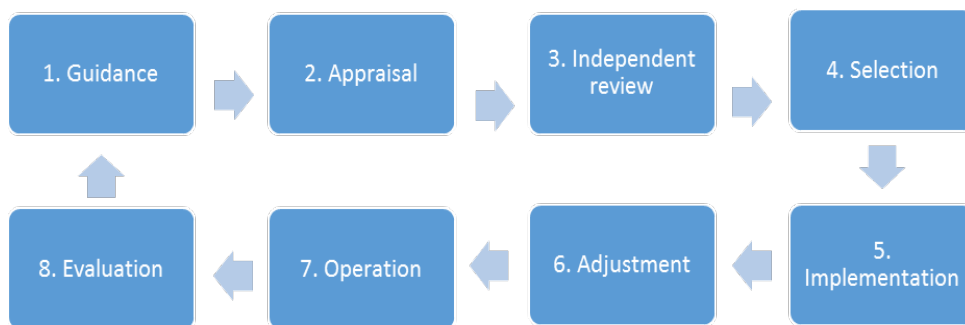 1. Guidance
2. Appraisal
3. Independent
review
4. Selection
5.
Implementation
6. Adjustment
7. Operation
8. Evaluation